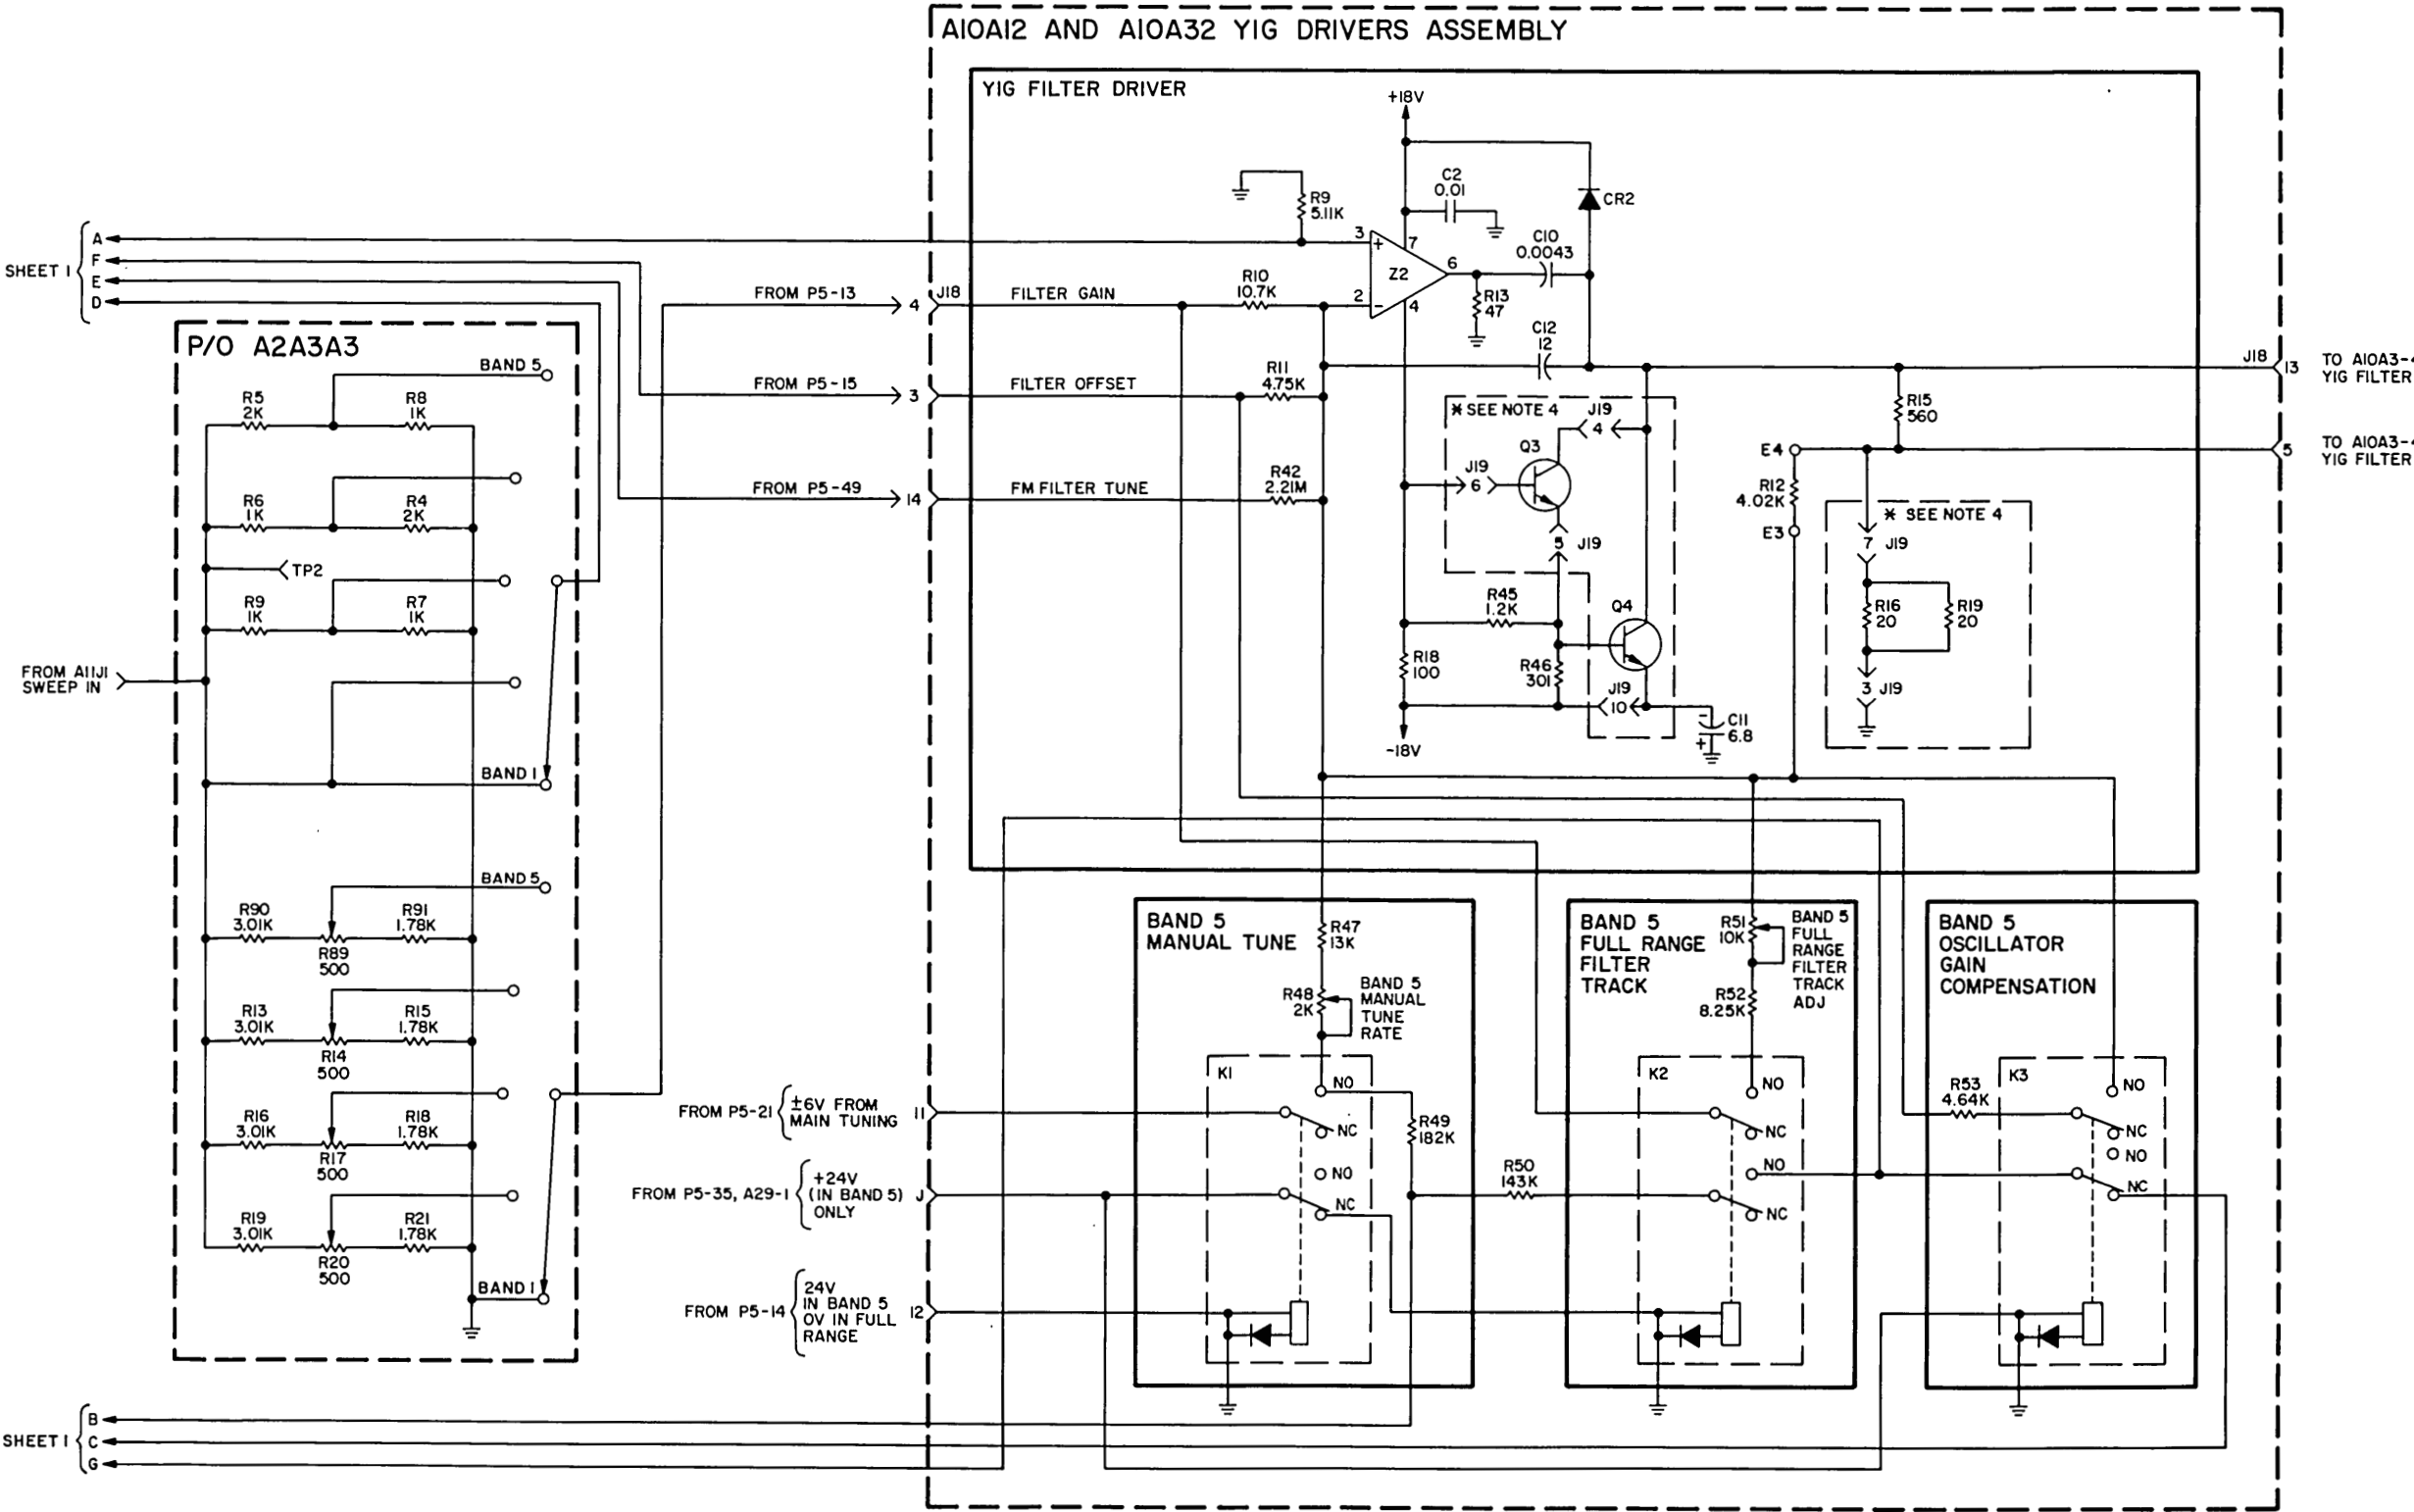 A10A12 AND A10A32 YIG DRIVERS ASSEMBLY
YIG FILTER DRIVER
+18V
R9
5.11K
C2
0.01
CR2
3
+
7
Z2
6
2
-
4
C10
0.0043
R13
47
SHEET 1
A
F
E
D
FROM P5-13
4
J18
FILTER GAIN
R10
10.7K
C12
12
J18
13
TO A10A3-4
YIG FILTER
FROM P5-15
3
FILTER OFFSET
R11
4.75K
* SEE NOTE 4
J19
4
R15
560
5
TO A10A3-4
YIG FILTER
FROM P5-49
14
FM FILTER TUNE
R42
2.21M
Q3
J19
6
5 J19
E4
R12
4.02K
E3
* SEE NOTE 4
7 J19
R16
20
R19
20
3 J19
R45
1.2K
Q4
R18
100
R46
301
J19
10
C11
6.8
-
+
-18V
P/O A2A3A3
BAND 5
R5
2K
R8
1K
R6
1K
R4
2K
TP2
R9
1K
R7
1K
FROM A11J1
SWEEP IN
BAND 1
BAND 5
R90
3.01K
R91
1.78K
R89
500
R13
3.01K
R15
1.78K
R14
500
R16
3.01K
R18
1.78K
R17
500
R19
3.01K
R21
1.78K
R20
500
BAND 1
BAND 5
MANUAL TUNE
R47
13K
R48
2K
BAND 5
MANUAL
TUNE
RATE
K1
NO
NC
NO
NC
R49
182K
FROM P5-21
±6V FROM
MAIN TUNING
11
FROM P5-35, A29-1
+24V
(IN BAND 5)
ONLY
J
FROM P5-14
24V
IN BAND 5
0V IN FULL
RANGE
12
R50
143K
BAND 5
FULL RANGE
FILTER
TRACK
R51
10K
BAND 5
FULL
RANGE
FILTER
TRACK
ADJ
R52
8.25K
K2
NO
NC
NO
NC
BAND 5
OSCILLATOR
GAIN
COMPENSATION
R53
4.64K
K3
NO
NC
NO
NC
SHEET 1
B
C
G